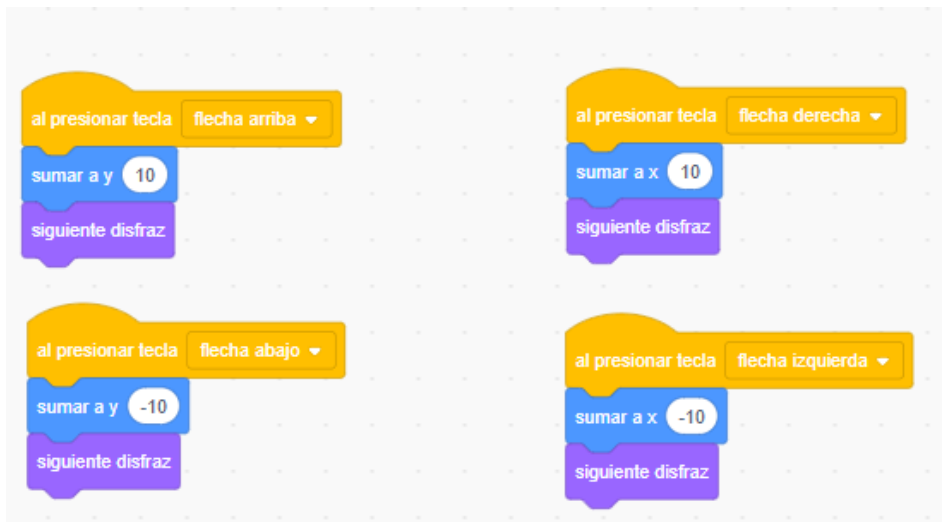 al presionar tecla flecha arriba
sumar a y 10
siguiente disfraz
al presionar tecla flecha derecha
sumar a x 10
siguiente disfraz
al presionar tecla flecha abajo
sumar a y -10
siguiente disfraz
al presionar tecla flecha izquierda
sumar a x -10
siguiente disfraz